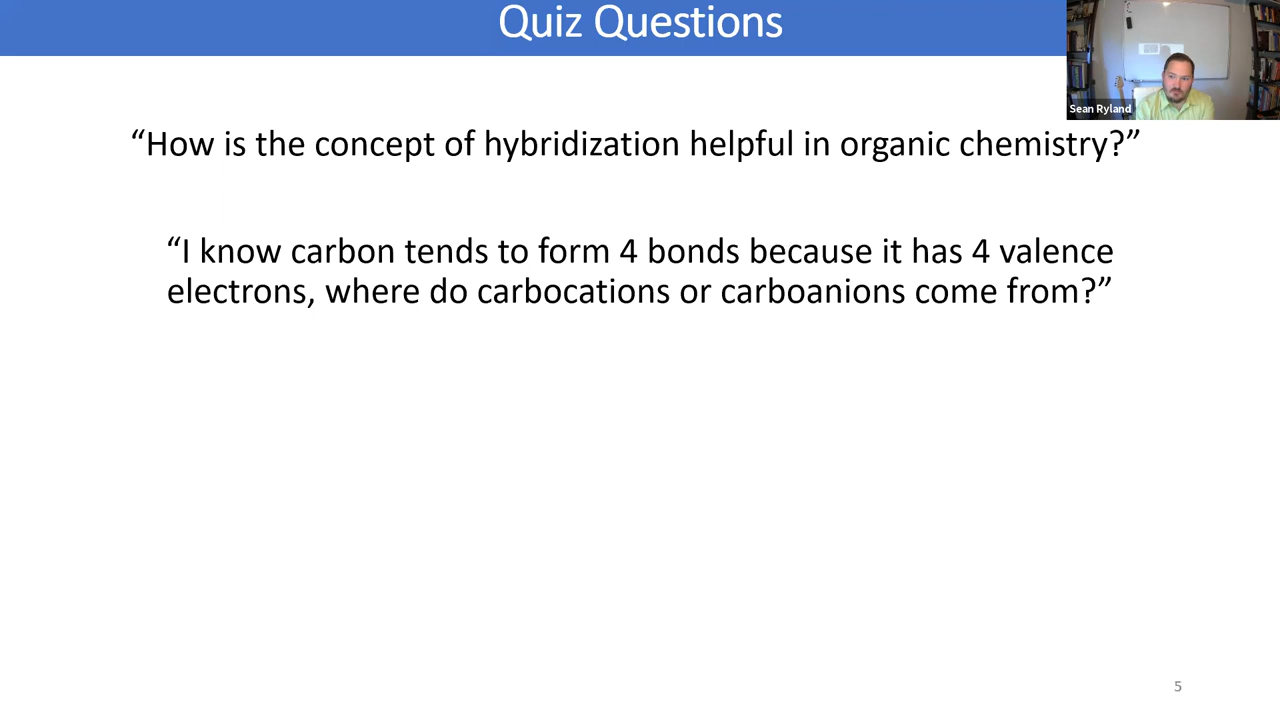 Quiz Questions
Sean Ryland
“How is the concept of hybridization helpful in organic chemistry?”
“I know carbon tends to form 4 bonds because it has 4 valence
electrons, where do carbocations or carboanions come from?”
5